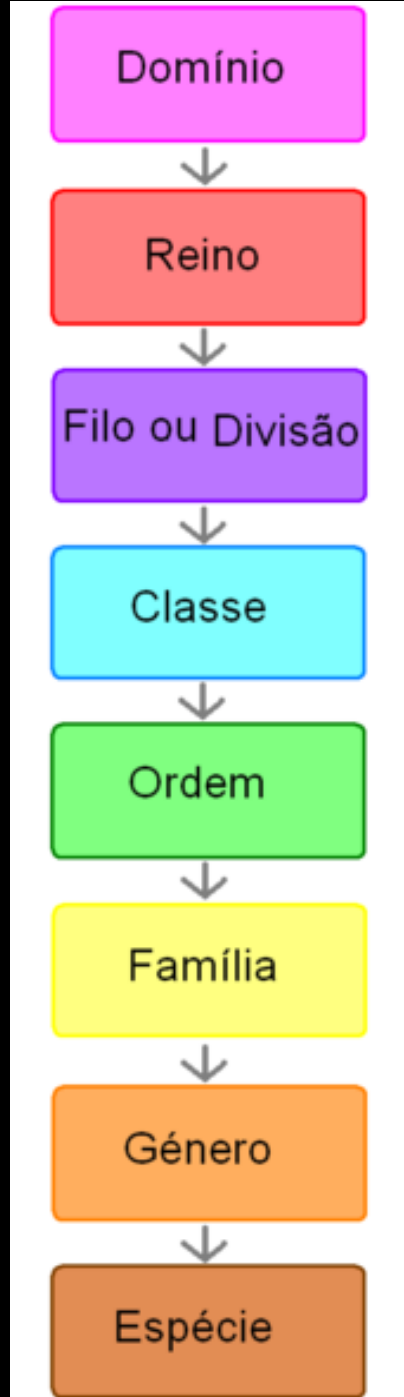 Domínio
Reino
Filo ou Divisão
Classe
Ordem
Família
Género
Espécie